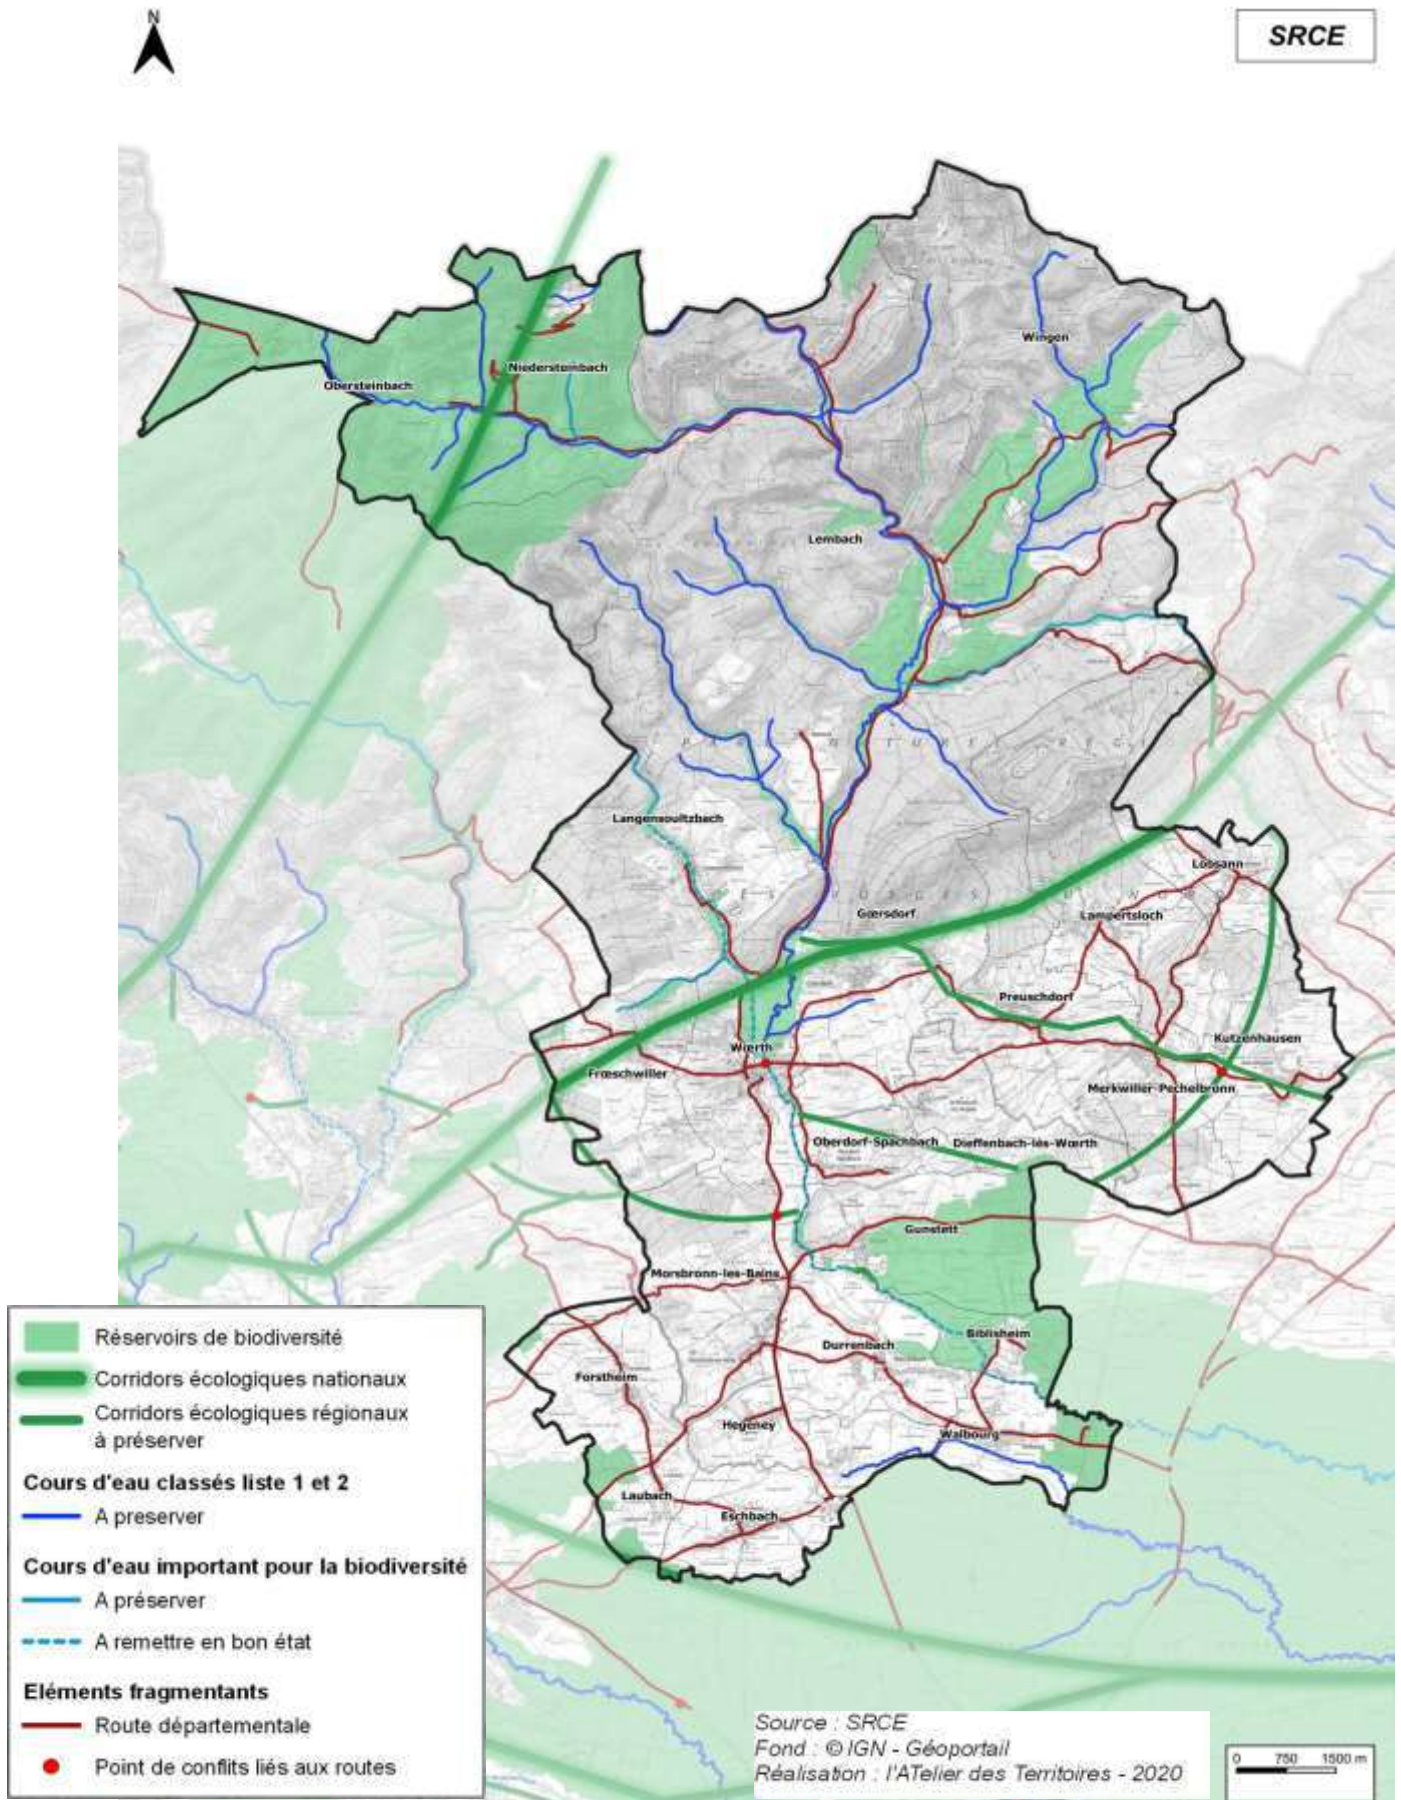 N
SRCE
Wingen
Niedersteinbach
Obersteinbach
Lembach
Langensoultzbach
Lobsann
Gœrsdorf
Lampertsloch
Preuschdorf
Kutzenhausen
Wœrth
Frœschwiller
Merkwiller-Pechelbronn
Oberdorf-Spachbach
Dieffenbach-lès-Wœrth
Gunstett
Morsbronn-les-Bains
Biblisheim
Durrenbach
Forstheim
Hegeney
Walbourg
Laubach
Eschbach
Réservoirs de biodiversité
Corridors écologiques nationaux
Corridors écologiques régionaux
à préserver
Cours d'eau classés liste 1 et 2
A preserver
Cours d'eau important pour la biodiversité
A préserver
A remettre en bon état
Eléments fragmentants
Route départementale
Point de conflits liés aux routes
Source : SRCE
Fond : © IGN - Géoportail
Réalisation : l'ATelier des Territoires - 2020
0 750 1500 m